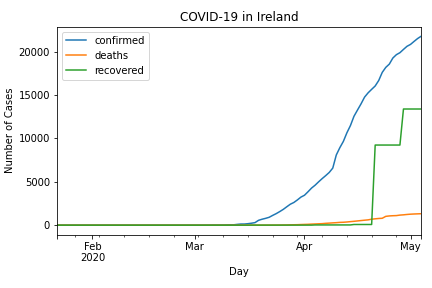 COVID-19 in Ireland
confirmed
deaths
recovered
Number of Cases
20000
15000
10000
5000
0
Feb
2020
Mar
Apr
May
Day